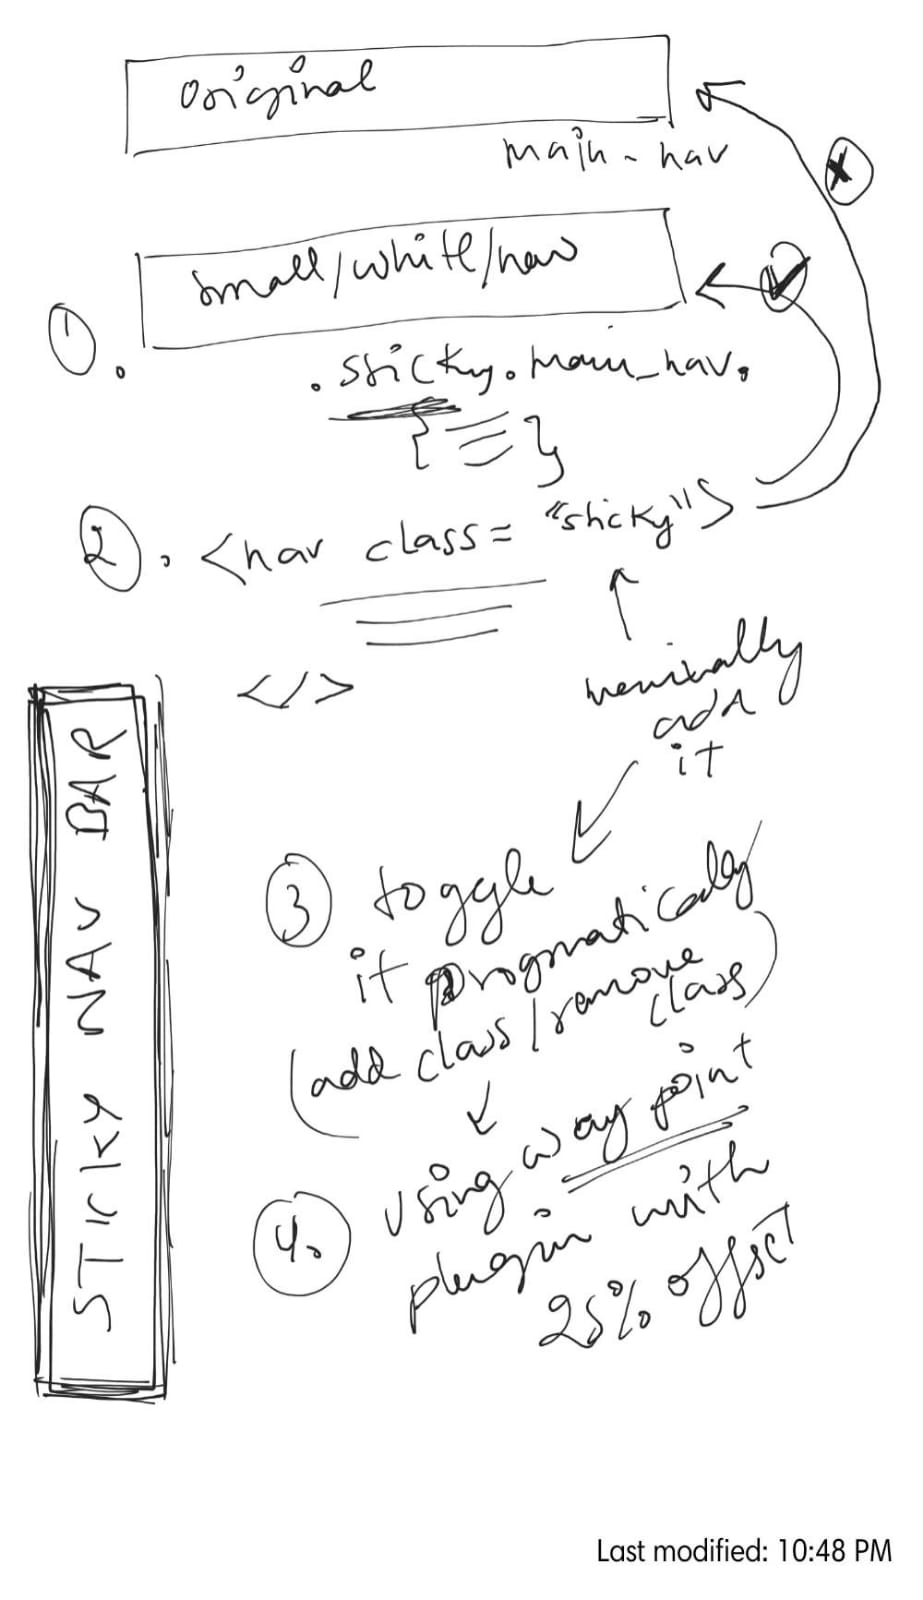 original
main - nav
small/white/nav
1.
.sticky.main_nav.
{ }
2. <nav class= "sticky">
</>
add
it
3 toggle
it progmatically
(add class / remove
class)
4. using way point
plugin with
25% offset
STICKY NAV BAR
Last modified: 10:48 PM